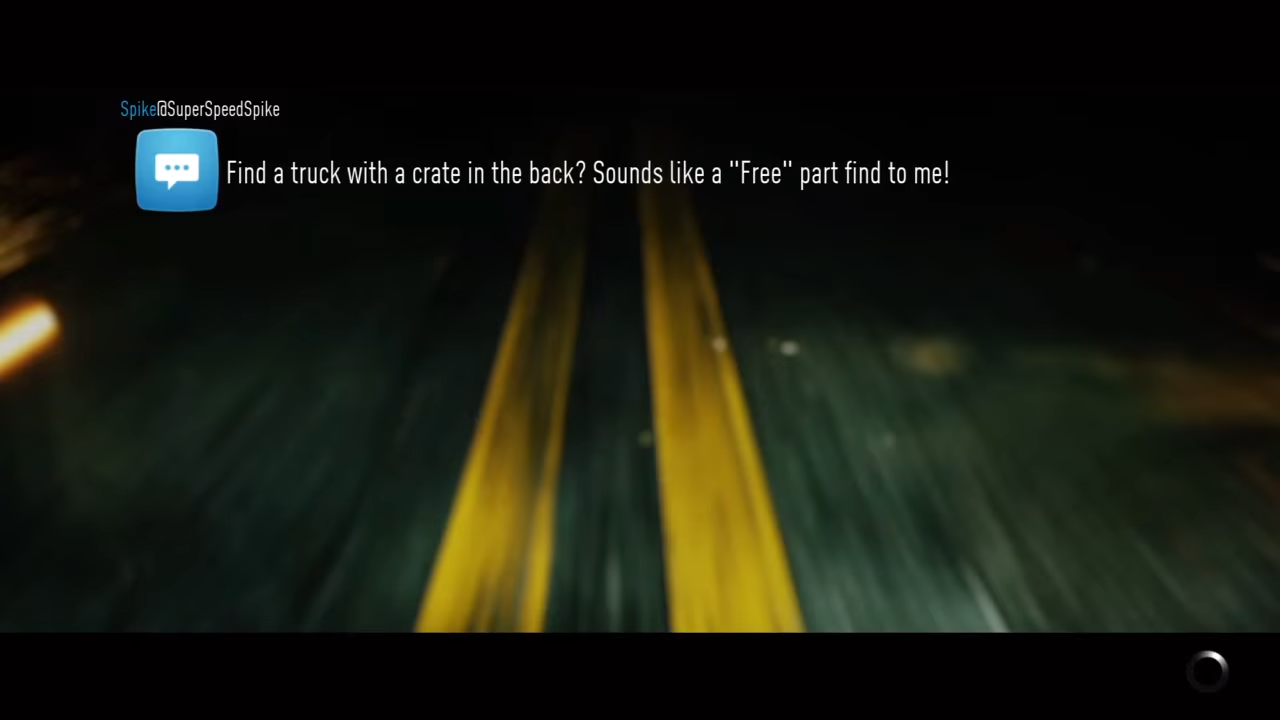 Spike@SuperSpeedSpike
Find a truck with a crate in the back? Sounds like a "Free" part find to me!